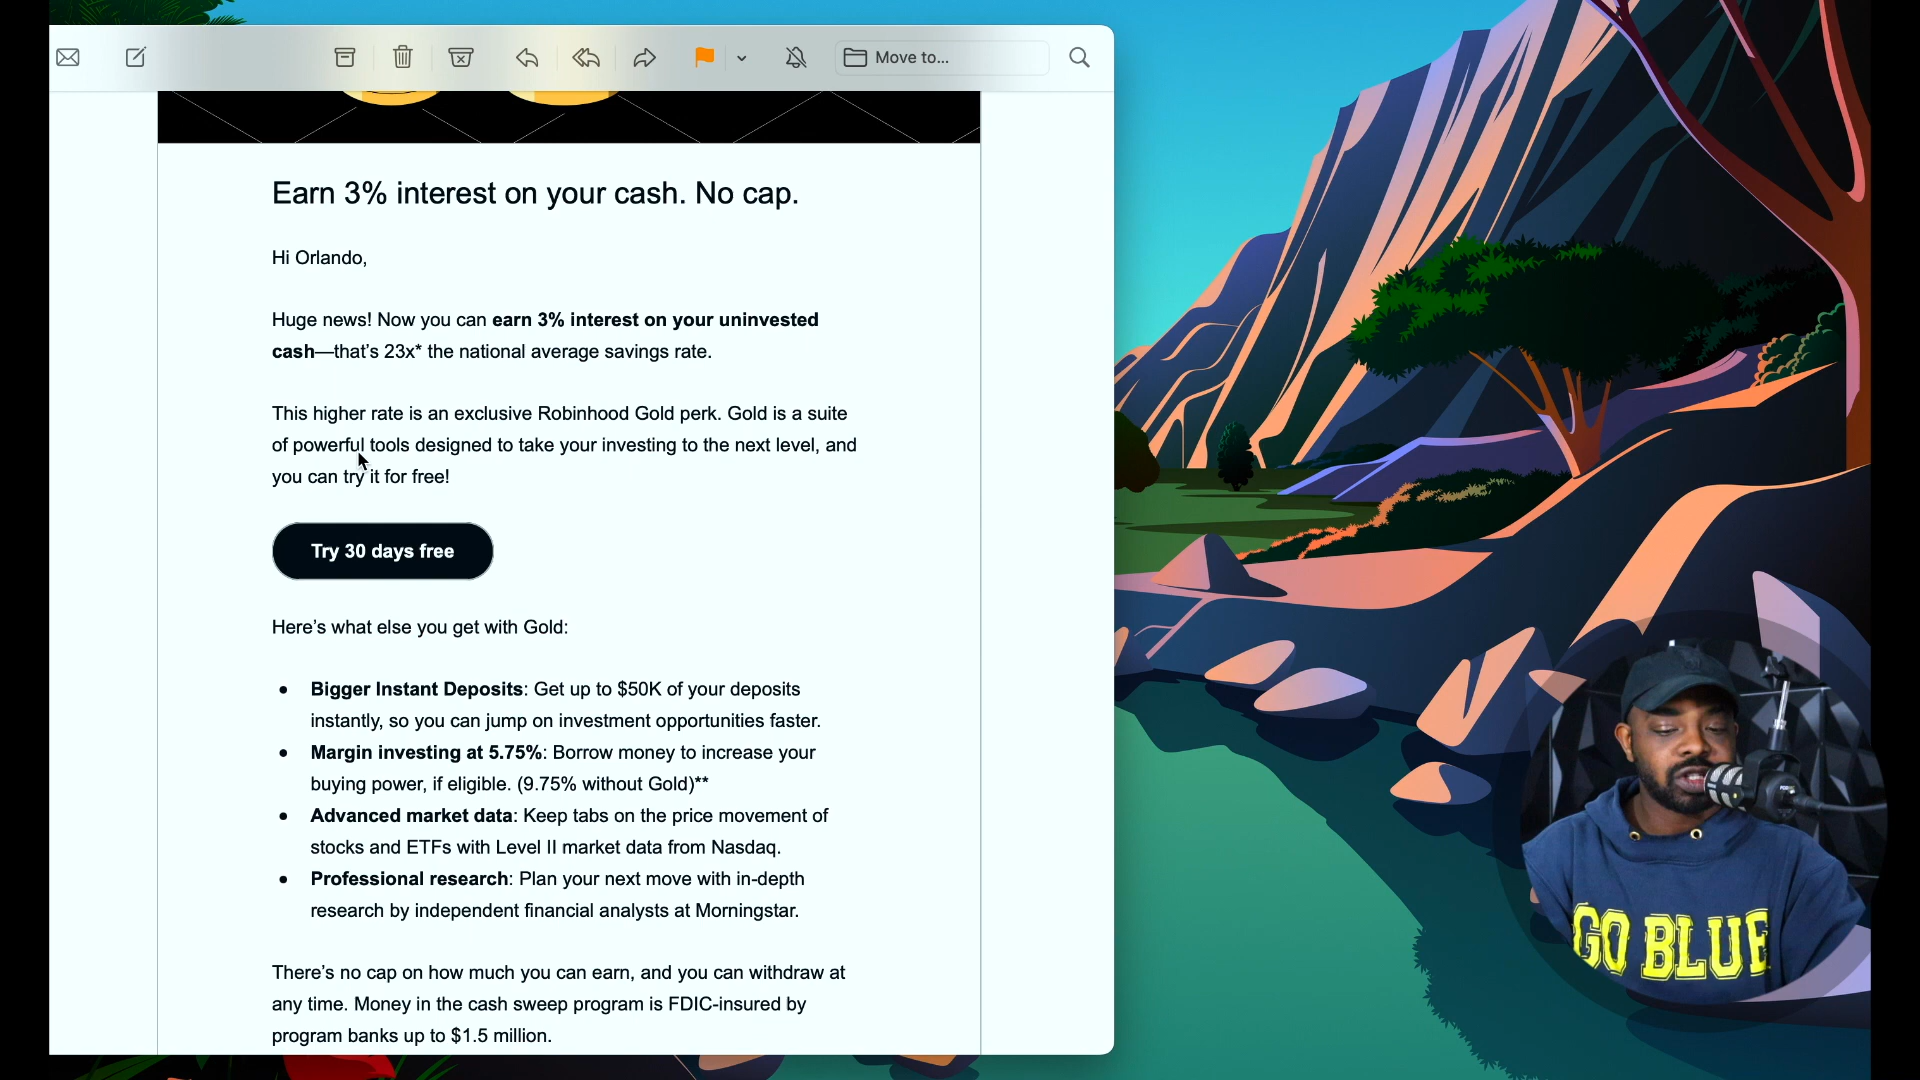 Move to...
Earn 3% interest on your cash. No cap.
Hi Orlando,
Huge news! Now you can earn 3% interest on your uninvested
cash—that's 23x* the national average savings rate.
This higher rate is an exclusive Robinhood Gold perk. Gold is a suite
of powerful tools designed to take your investing to the next level, and
you can try it for free!
Try 30 days free
Here's what else you get with Gold:
Bigger Instant Deposits: Get up to $50K of your deposits
instantly, so you can jump on investment opportunities faster.
Margin investing at 5.75%: Borrow money to increase your
buying power, if eligible. (9.75% without Gold)**
Advanced market data: Keep tabs on the price movement of
stocks and ETFs with Level II market data from Nasdaq.
Professional research: Plan your next move with in-depth
research by independent financial analysts at Morningstar.
There's no cap on how much you can earn, and you can withdraw at
any time. Money in the cash sweep program is FDIC-insured by
program banks up to $1.5 million.
GO BLUE